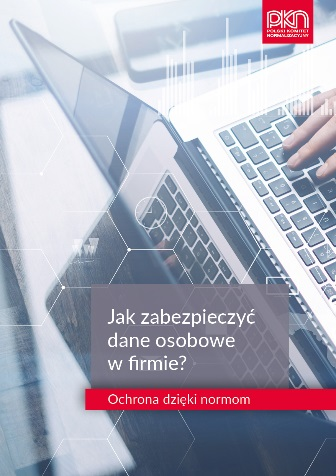 PKN
POLSKI KOMITET
NORMALIZACYJNY
Jak zabezpieczyć
dane osobowe
w firmie?
Ochrona dzięki normom